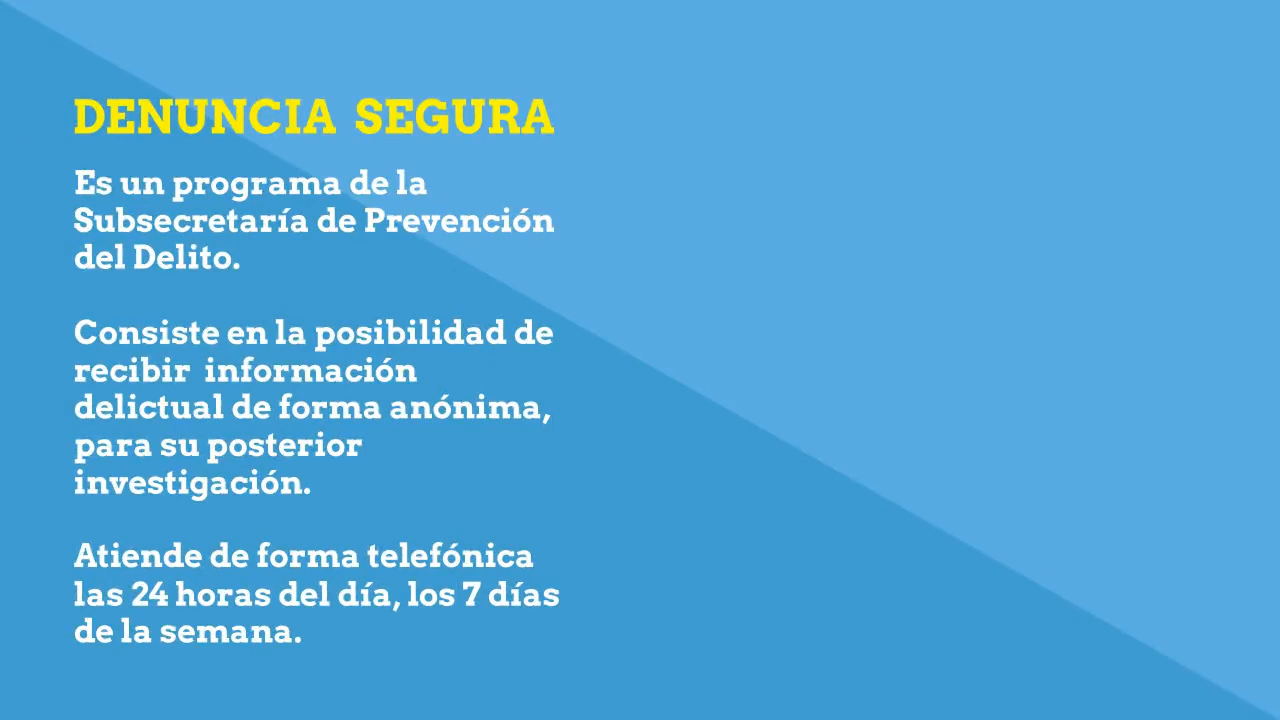 DENUNCIA SEGURA
Es un programa de la
Subsecretaría de Prevención
del Delito.
Consiste en la posibilidad de
recibir información
delictual de forma anónima,
para su posterior
investigación.
Atiende de forma telefónica
las 24 horas del día, los 7 días
de la semana.